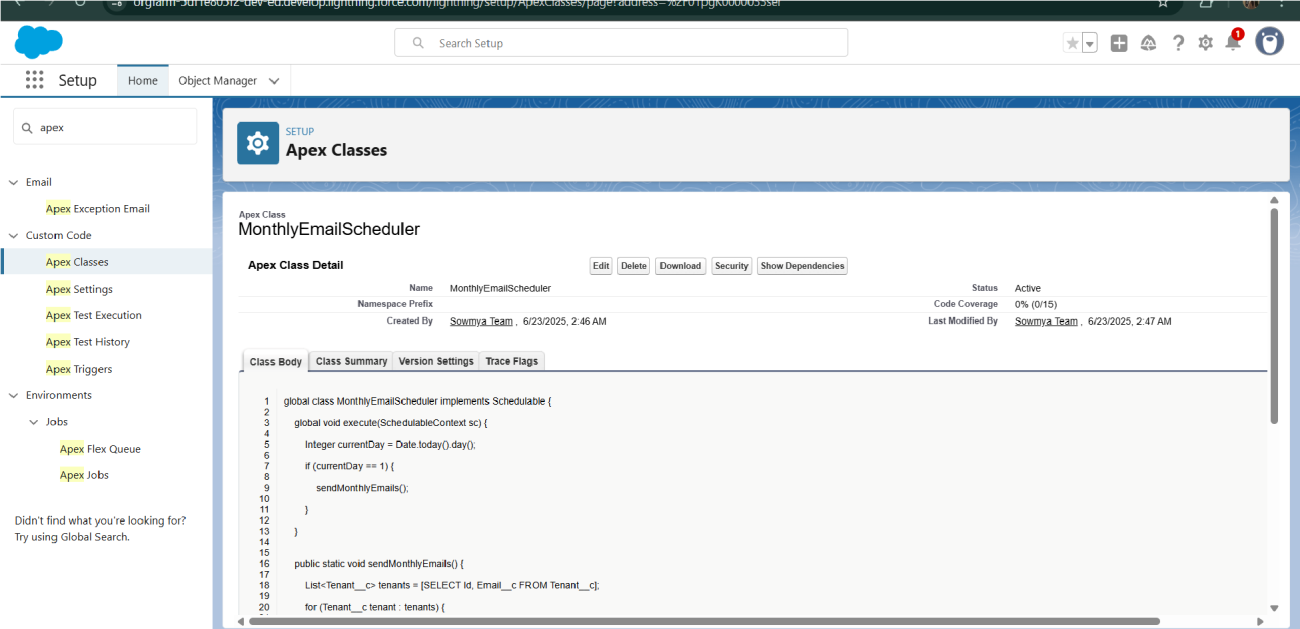 Search Setup
1
Setup
Home
Object Manager
apex
Email
Apex Exception Email
Custom Code
Apex Classes
Apex Settings
Apex Test Execution
Apex Test History
Apex Triggers
Environments
Jobs
Apex Flex Queue
Apex Jobs
Didn't find what you're looking for?
Try using Global Search.
SETUP
Apex Classes
Apex Class
MonthlyEmailScheduler
Apex Class Detail
Edit Delete Download Security Show Dependencies
Name MonthlyEmailScheduler Status Active
Namespace Prefix Code Coverage 0% (0/15)
Created By Sowmya Team , 6/23/2025, 2:46 AM Last Modified By Sowmya Team , 6/23/2025, 2:47 AM
Class Body Class Summary Version Settings Trace Flags
1 global class MonthlyEmailScheduler implements Schedulable {
2
3 global void execute(SchedulableContext sc) {
4
5 Integer currentDay = Date.today().day();
6
7 if (currentDay == 1) {
8
9 sendMonthlyEmails();
10
11 }
12
13 }
14
15
16 public static void sendMonthlyEmails() {
17
18 List<Tenant__c> tenants = [SELECT Id, Email__c FROM Tenant__c];
19
20 for (Tenant__c tenant : tenants) {